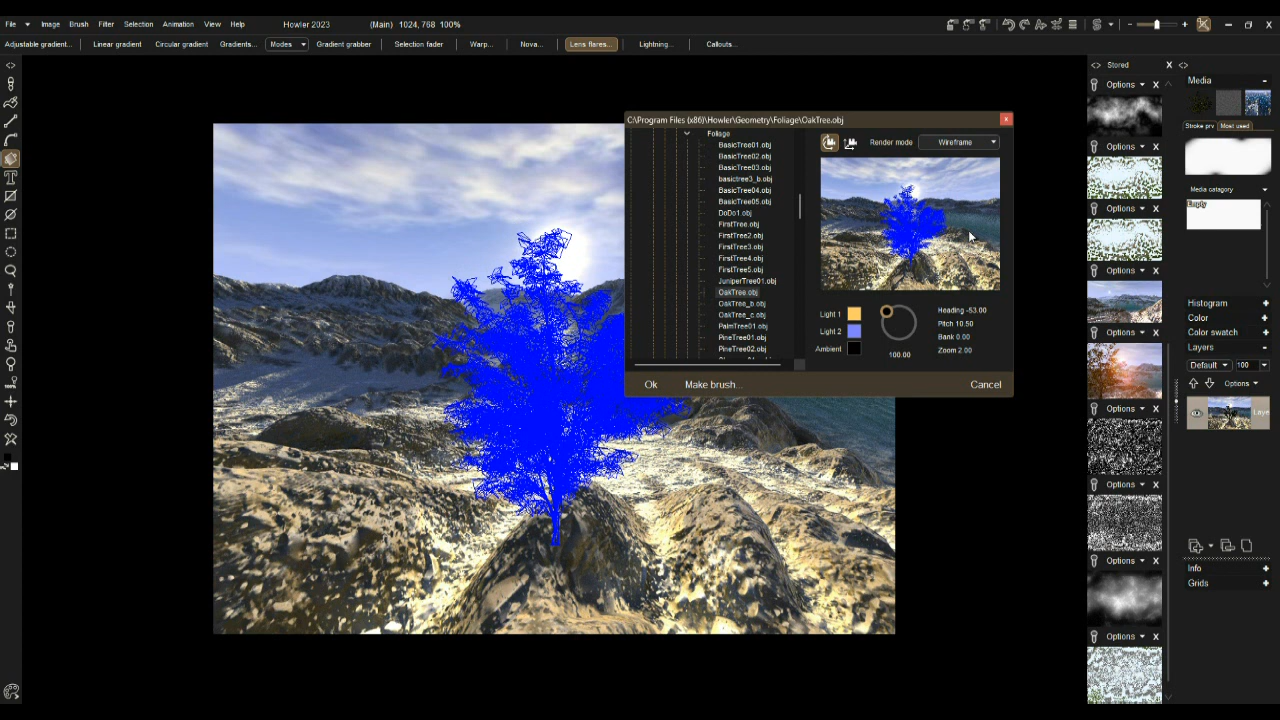 File Image Brush Filter Selection Animation View Help Howler 2023 (Main) 1024, 768 100%
Adjustable gradient... Linear gradient Circular gradient Gradients... Modes Gradient grabber Selection fader Warp... Nova... Lens flares... Lightning... Callouts...
Stored
Options
Options
Options
Options
Options
Options
Options
Options
Options
Media
Stroke prv Most used
Media catagory
Empty
Histogram
Color
Color swatch
Layers
Default 100
Options
Laye
Info
Grids
C:\Program Files (x86)\Howler\Geometry\Foliage\OakTree.obj
Foliage
BasicTree01.obj
BasicTree02.obj
BasicTree03.obj
basictree3_b.obj
BasicTree04.obj
BasicTree05.obj
DoDo1.obj
FirstTree.obj
FirstTree2.obj
FirstTree3.obj
FirstTree4.obj
FirstTree5.obj
JuniperTree01.obj
OakTree.obj
OakTree_b.obj
OakTree_c.obj
PalmTree01.obj
PineTree01.obj
PineTree02.obj
Render mode Wireframe
Light 1
Light 2
Ambient
100.00
Heading -53.00
Pitch 10.50
Bank 0.00
Zoom 2.00
Ok Make brush... Cancel